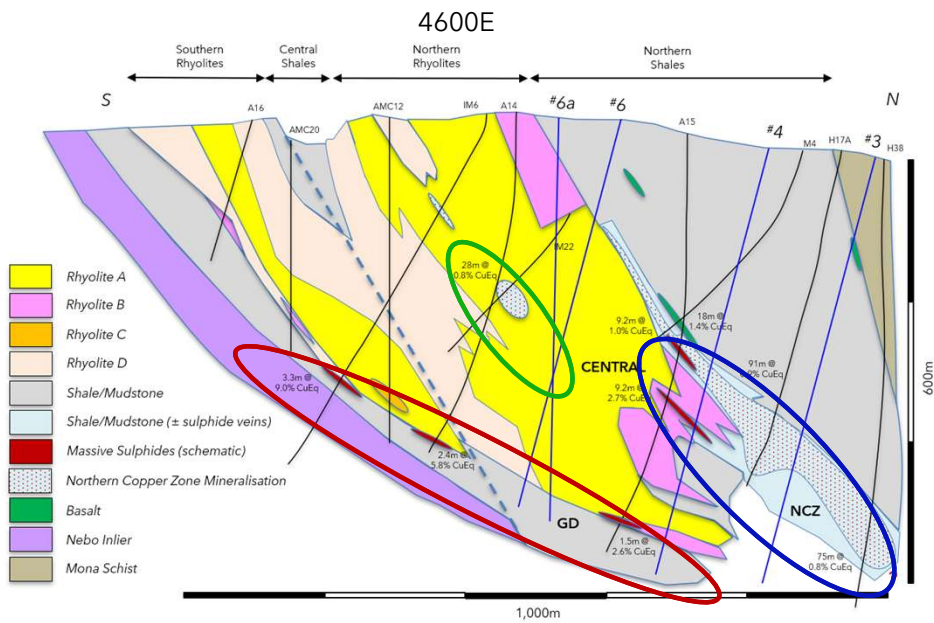 4600E
Southern
Rhyolites
Central
Shales
Northern
Rhyolites
Northern
Shales
S
N
A16
AMC20
AMC12
IM6
A14
#6a
#6
A15
#4
M4
H17A
#3
H38
M22
28m @
0.8% CuEq
9.2m @
1.0% CuEq
18m @
1.4% CuEq
CENTRAL
9.2m @
2.7% CuEq
91m @
CuEq
3.3m @
9.0% CuEq
2.4m @
5.8% CuEq
GD
1.5m @
2.6% CuEq
NCZ
75m @
0.8% CuEq
Rhyolite A
Rhyolite B
Rhyolite C
Rhyolite D
Shale/Mudstone
Shale/Mudstone (± sulphide veins)
Massive Sulphides (schematic)
Northern Copper Zone Mineralisation
Basalt
Nebo Inlier
Mona Schist
600m
1,000m